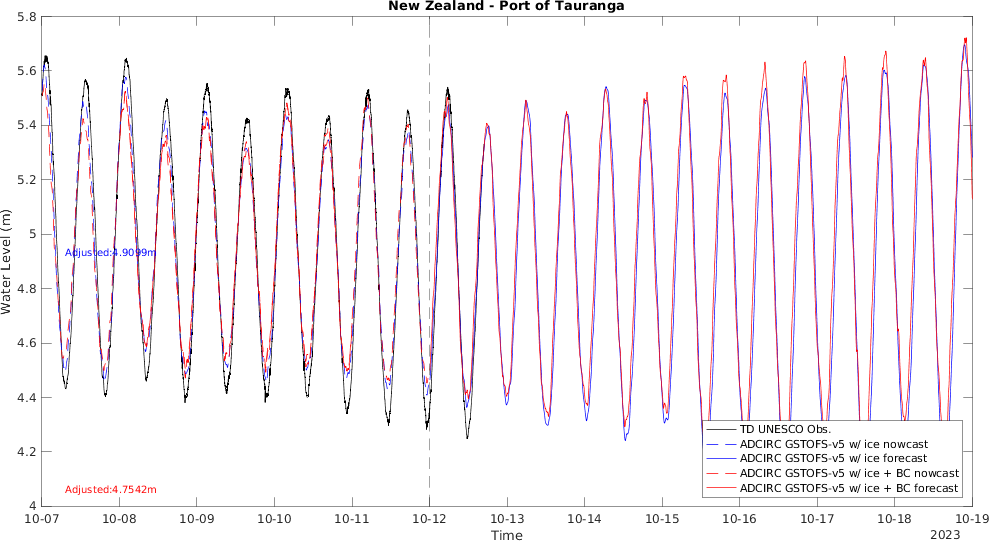 New Zealand - Port of Tauranga
5.8
5.6
5.4
5.2
5
4.8
4.6
4.4
4.2
4
Water Level (m)
Adjusted:4.9099m
Adjusted:4.7542m
TD UNESCO Obs.
ADCIRC GSTOFS-v5 w/ ice nowcast
ADCIRC GSTOFS-v5 w/ ice forecast
ADCIRC GSTOFS-v5 w/ ice + BC nowcast
ADCIRC GSTOFS-v5 w/ ice + BC forecast
10-07 10-08 10-09 10-10 10-11 10-12 10-13 10-14 10-15 10-16 10-17 10-18 10-19
Time
2023